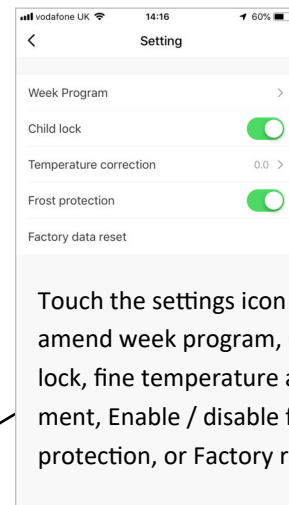 vodafone UK 14:16 60%
Setting
Week Program
Child lock
Temperature correction 0.0
Frost protection
Factory data reset
Touch the settings icon
amend week program,
lock, fine temperature
ment, Enable / disable
protection, or Factory